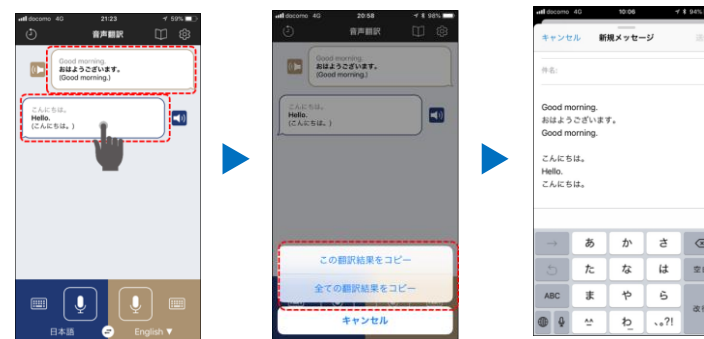 docomo 4G 21:23 59%
音声翻訳
Good morning.
おはようございます。
(Good morning.)
こんにちは。
Hello.
(こんにちは。)
日本語
English ▼
docomo 4G 20:58 98%
音声翻訳
Good morning.
おはようございます。
(Good morning.)
こんにちは。
Hello.
(こんにちは。)
この翻訳結果をコピー
全ての翻訳結果をコピー
キャンセル
docomo 4G 10:06 94%
キャンセル 新規メッセージ
件名:
Good morning.
おはようございます。
Good morning.
こんにちは。
Hello.
こんにちは。
→ あ か さ
た な は
ABC ま や ら
^^ わ 、。?!